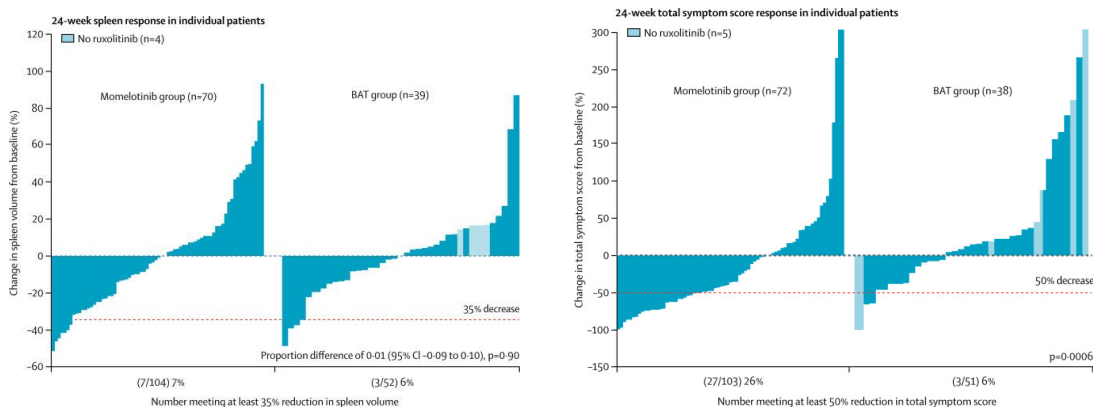 24-week spleen response in individual patients
No ruxolitinib (n=4)
Momelotinib group (n=70)
BAT group (n=39)
Change in spleen volume from baseline (%)
120
100
80
60
40
20
0
−20
−40
−60
35% decrease
Proportion difference of 0·01 (95% CI −0·09 to 0·10), p=0·90
(7/104) 7%
(3/52) 6%
Number meeting at least 35% reduction in spleen volume
24-week total symptom score response in individual patients
No ruxolitinib (n=5)
Momelotinib group (n=72)
BAT group (n=38)
Change in total symptom score from baseline (%)
300
250
200
150
100
50
0
−50
−100
−150
50% decrease
p=0·0006
(27/103) 26%
(3/51) 6%
Number meeting at least 50% reduction in total symptom score